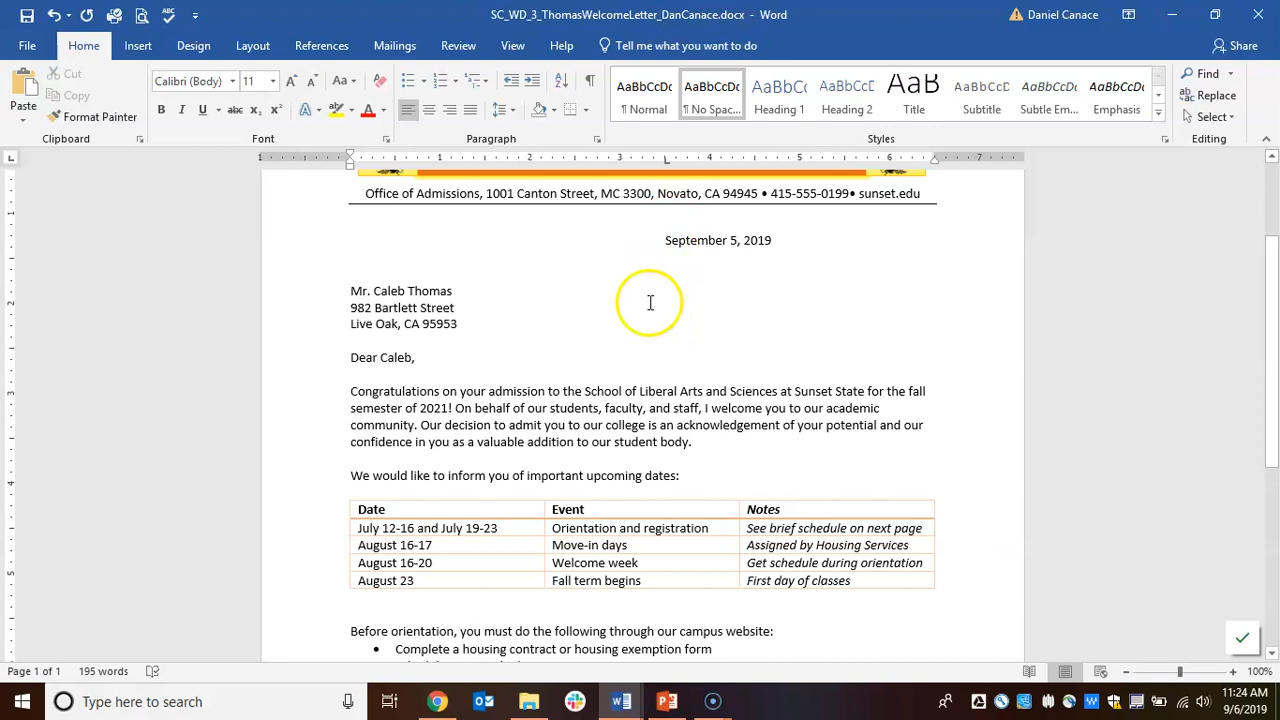 SC_WD_3_ThomasWelcomeLetter_DanCanace.docx - Word
Daniel Canace
File Home Insert Draw Design Layout References Mailings Review View Help Tell me what you want to do Share
Paste
Cut
Copy
Format Painter
Clipboard
Calibri (Body) 11
Font
Paragraph
AaBbCcDc AaBbCcDc AaBbCc AaBbCcD AaB AaBbCcD AaBbCcDc AaBbCcDc
¶ Normal ¶ No Spac... Heading 1 Heading 2 Title Subtitle Subtle Em... Emphasis
Styles
Find
Replace
Select
Editing
1 1 2 3 4 5 6 7
Office of Admissions, 1001 Canton Street, MC 3300, Novato, CA 94945 • 415-555-0199• sunset.edu
September 5, 2019
Mr. Caleb Thomas
982 Bartlett Street
Live Oak, CA 95953
Dear Caleb,
Congratulations on your admission to the School of Liberal Arts and Sciences at Sunset State for the fall
semester of 2021! On behalf of our students, faculty, and staff, I welcome you to our academic
community. Our decision to admit you to our college is an acknowledgement of your potential and our
confidence in you as a valuable addition to our student body.
We would like to inform you of important upcoming dates:
Date Event Notes
July 12-16 and July 19-23 Orientation and registration See brief schedule on next page
August 16-17 Move-in days Assigned by Housing Services
August 16-20 Welcome week Get schedule during orientation
August 23 Fall term begins First day of classes
Before orientation, you must do the following through our campus website:
• Complete a housing contract or housing exemption form
Page 1 of 1 195 words 100%
Type here to search
11:24 AM
9/6/2019